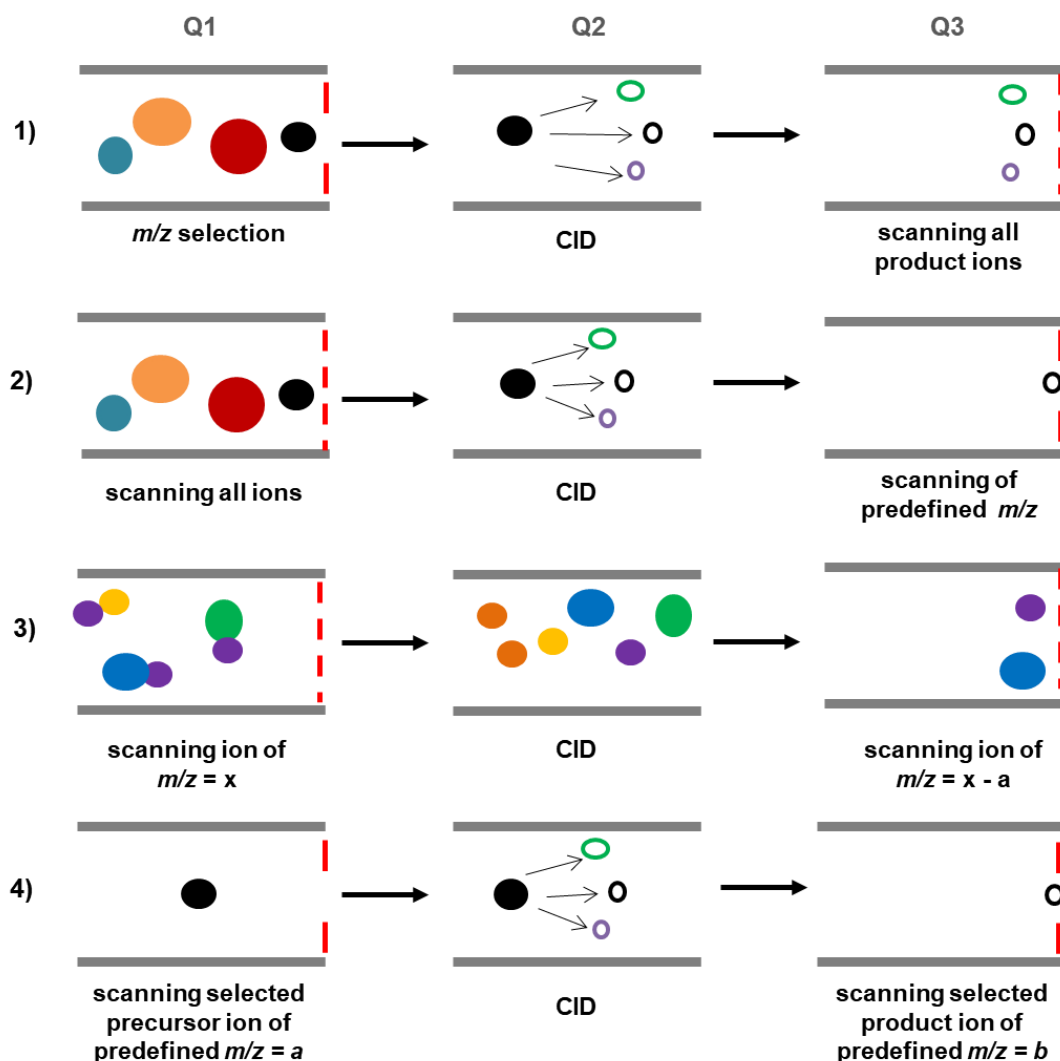 Q1 Q2 Q3
1)
m/z selection
CID
scanning all
product ions
2)
scanning all ions
CID
scanning of
predefined m/z
3)
scanning ion of
m/z = x
CID
scanning ion of
m/z = x - a
4)
scanning selected
precursor ion of
predefined m/z = a
CID
scanning selected
product ion of
predefined m/z = b